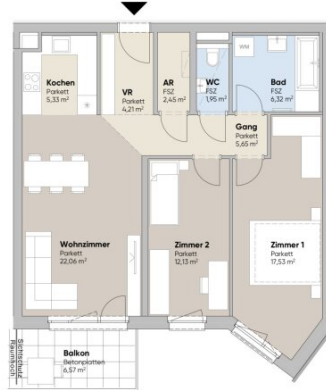 Kochen
Parkett
5,33 m²
VR
Parkett
4,21 m²
AR
FSZ
2,45 m²
WC
FSZ
1,95 m²
WM
Bad
FSZ
6,32 m²
Gang
Parkett
5,65 m²
Wohnzimmer
Parkett
22,06 m²
Zimmer 2
Parkett
12,13 m²
Zimmer 1
Parkett
17,53 m²
Balkon
Betonplatten
6,57 m²
Sichtschutz
Raumhoch